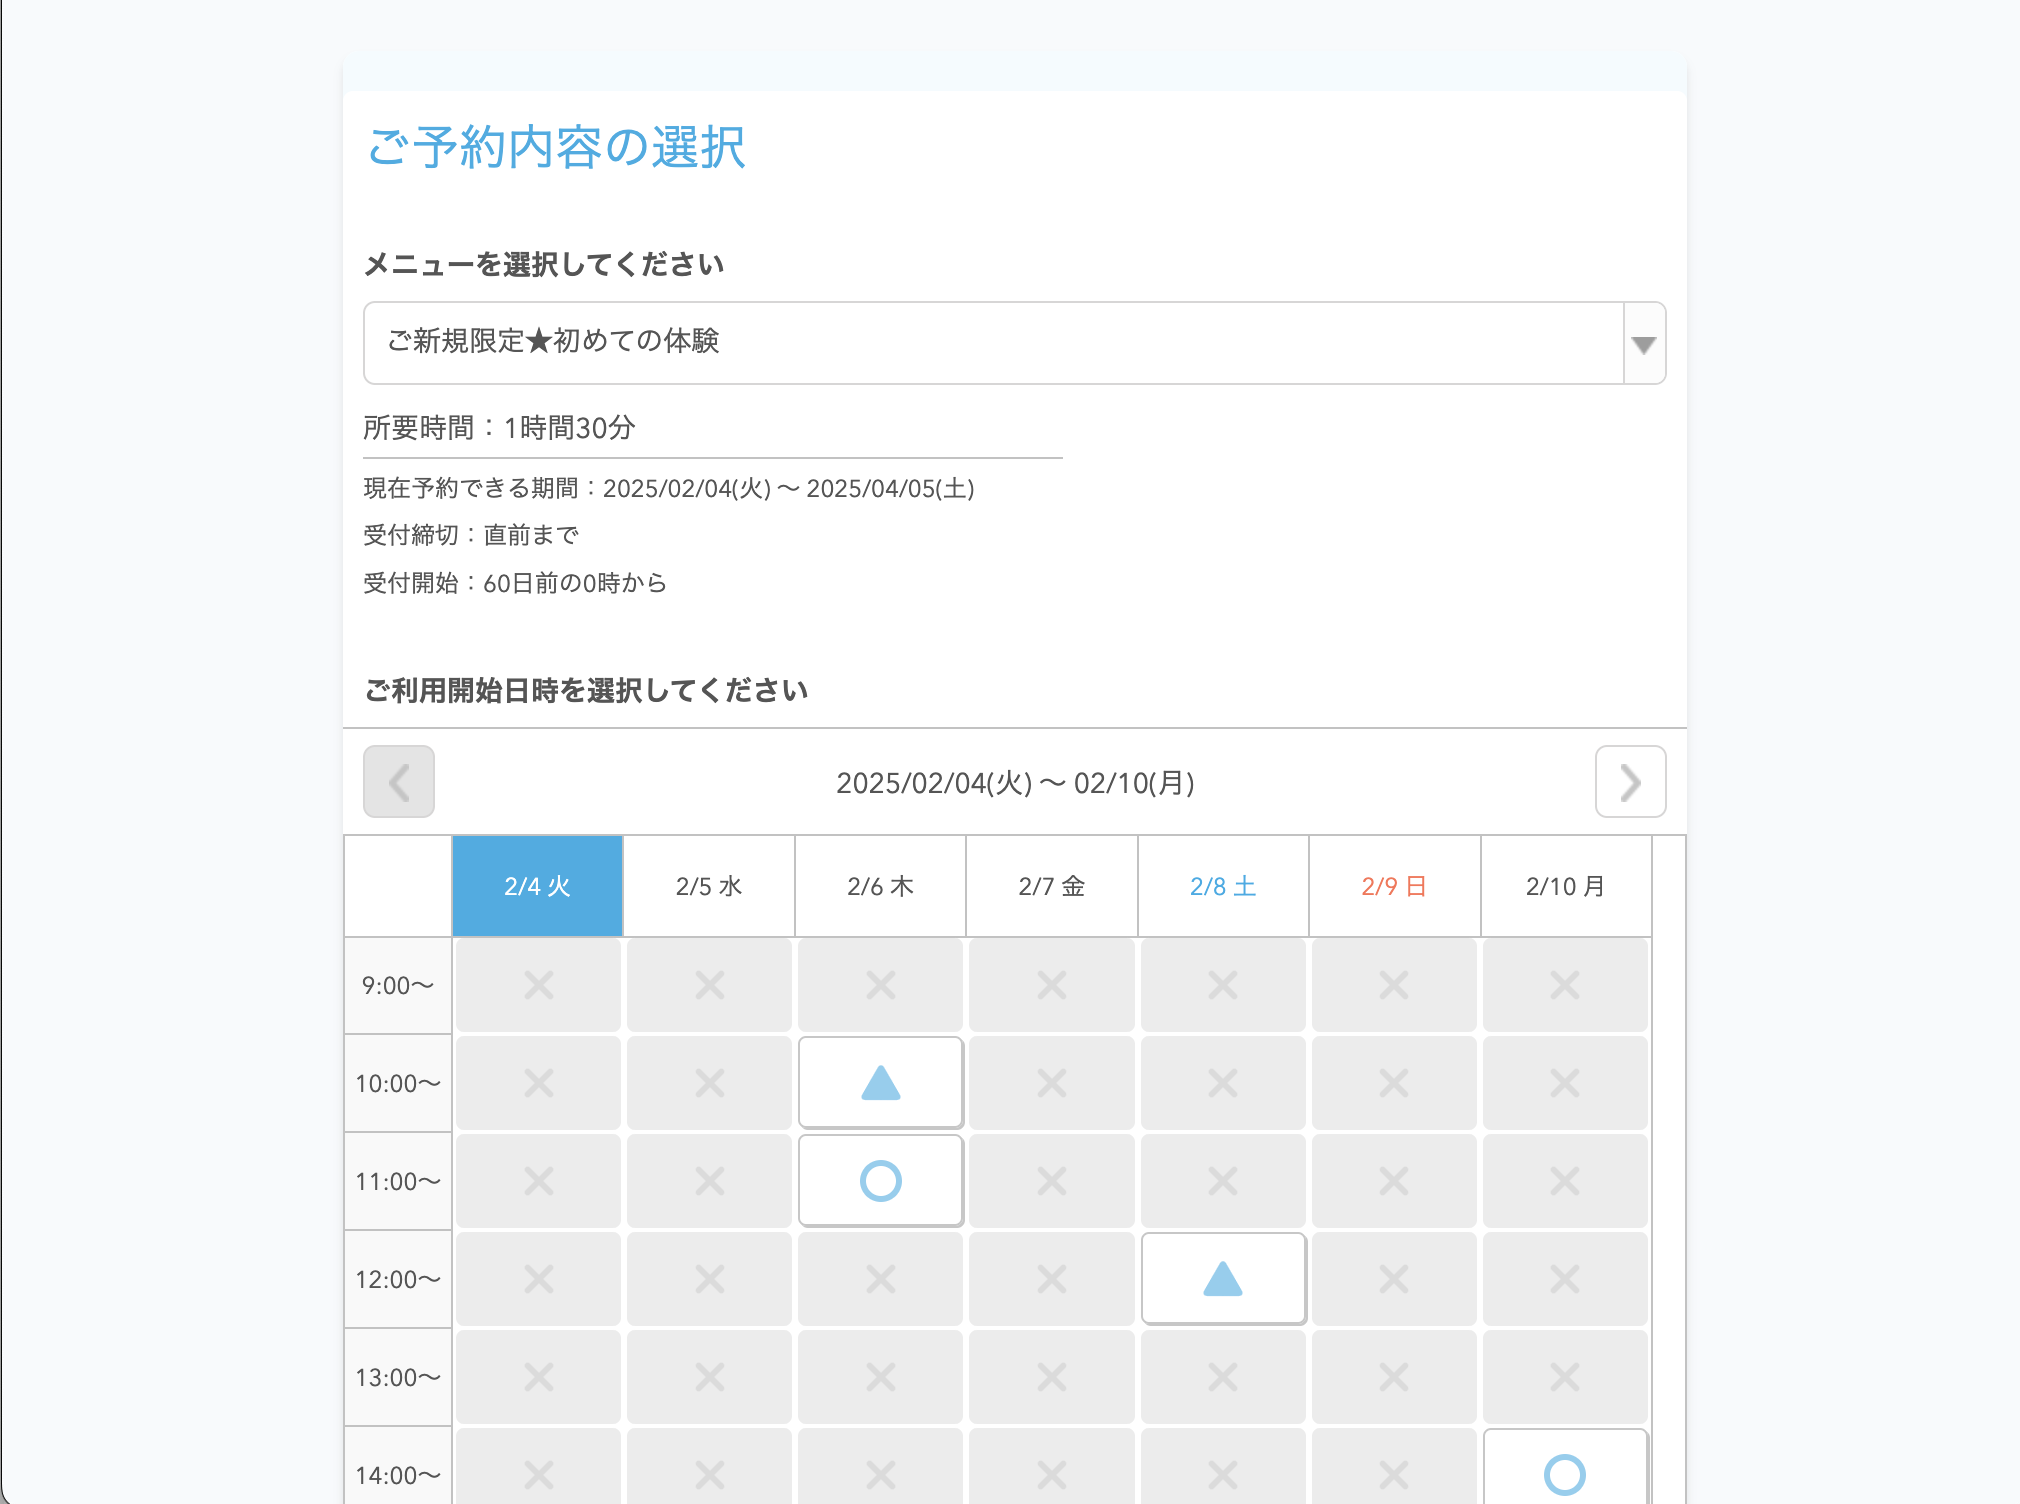 ご予約内容の選択
メニューを選択してください
ご新規限定★初めての体験
所要時間：1時間30分
現在予約できる期間：2025/02/04(火) 〜 2025/04/05(土)
受付締切：直前まで
受付開始：60日前の0時から
ご利用開始日時を選択してください
2025/02/04(火) 〜 02/10(月)
2/4 火 2/5 水 2/6 木 2/7 金 2/8 土 2/9 日 2/10 月
9:00〜
10:00〜
11:00〜
12:00〜
13:00〜
14:00〜